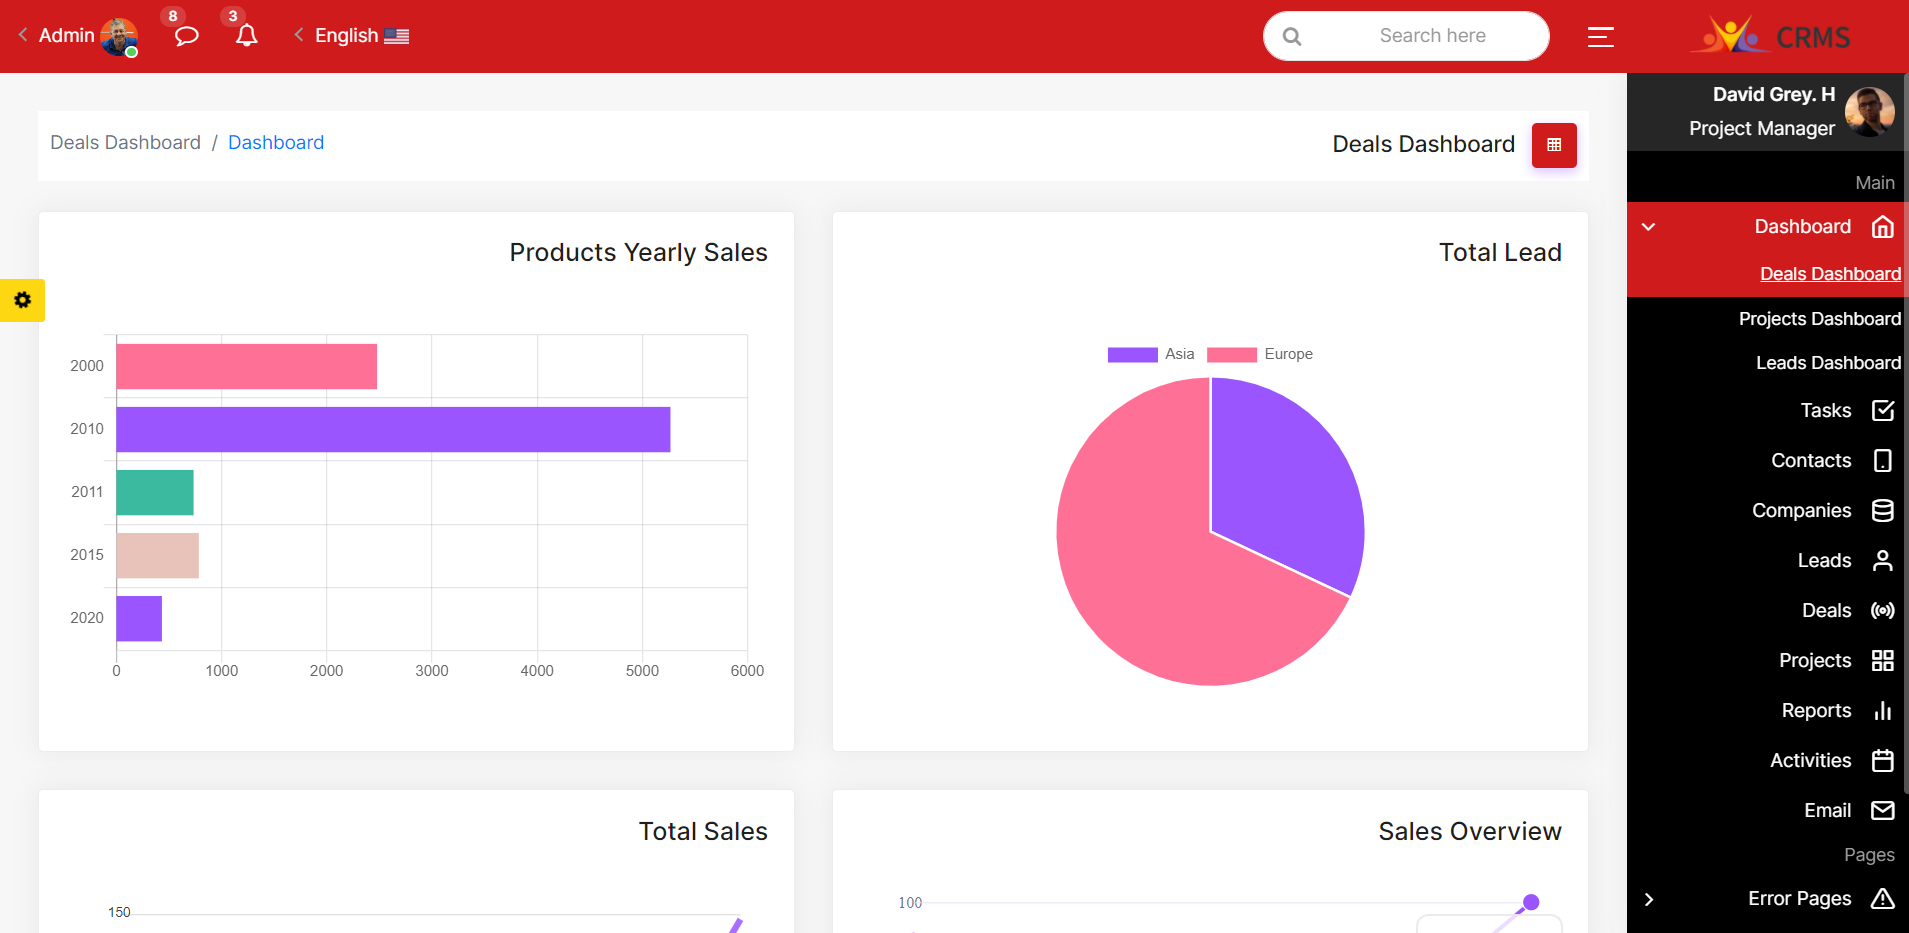 Admin
8
3
English
Search here
CRMS
David Grey. H
Project Manager
Main
Dashboard
Deals Dashboard
Projects Dashboard
Leads Dashboard
Tasks
Contacts
Companies
Leads
Deals
Projects
Reports
Activities
Email
Pages
Error Pages
Deals Dashboard / Dashboard
Deals Dashboard
Products Yearly Sales
2000
2010
2011
2015
2020
0 1000 2000 3000 4000 5000 6000
Total Lead
Asia Europe
Total Sales
150
Sales Overview
100